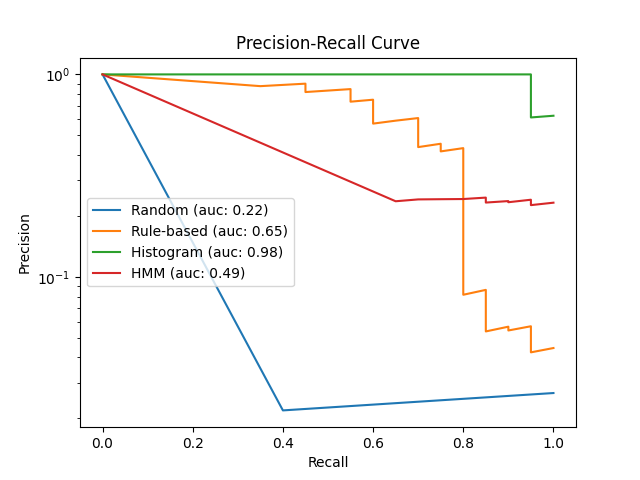 Precision-Recall Curve
Precision
10⁰
10⁻¹
Random (auc: 0.22)
Rule-based (auc: 0.65)
Histogram (auc: 0.98)
HMM (auc: 0.49)
0.0 0.2 0.4 0.6 0.8 1.0
Recall